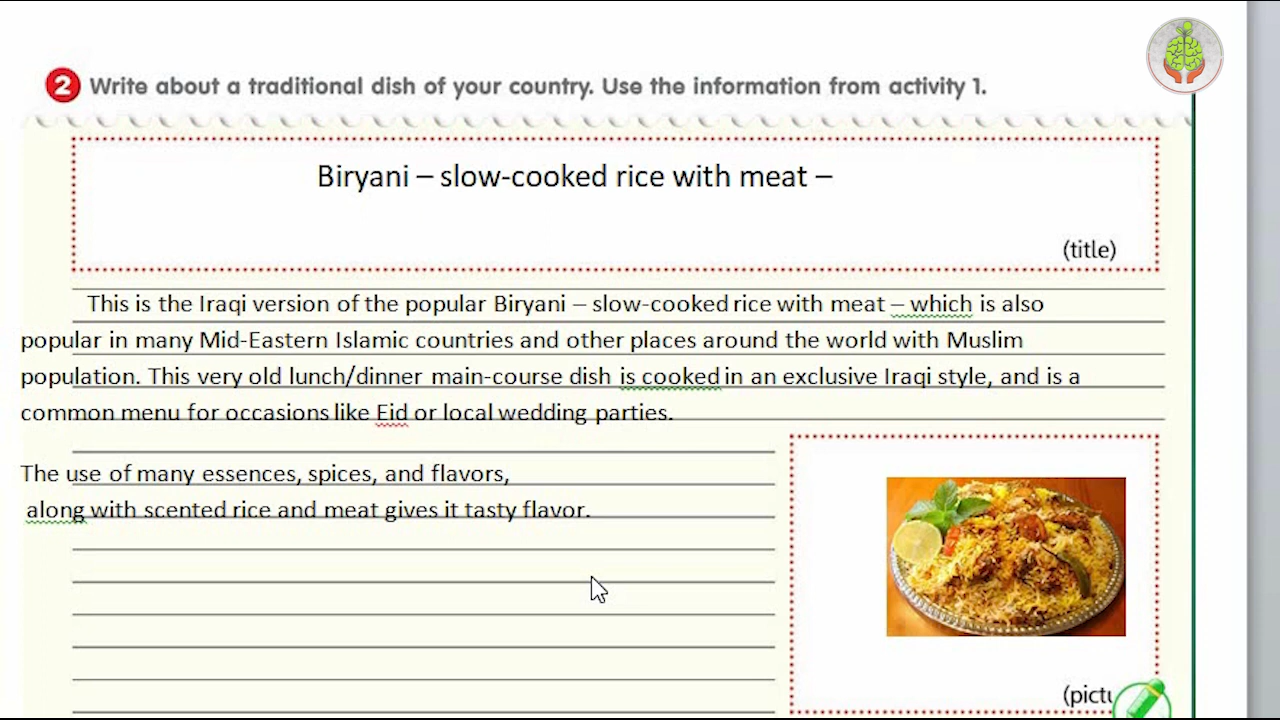 2 Write about a traditional dish of your country. Use the information from activity 1.
Biryani – slow-cooked rice with meat –
(title)
This is the Iraqi version of the popular Biryani – slow-cooked rice with meat – which is also
popular in many Mid-Eastern Islamic countries and other places around the world with Muslim
population. This very old lunch/dinner main-course dish is cooked in an exclusive Iraqi style, and is a
common menu for occasions like Eid or local wedding parties.
The use of many essences, spices, and flavors,
along with scented rice and meat gives it tasty flavor.